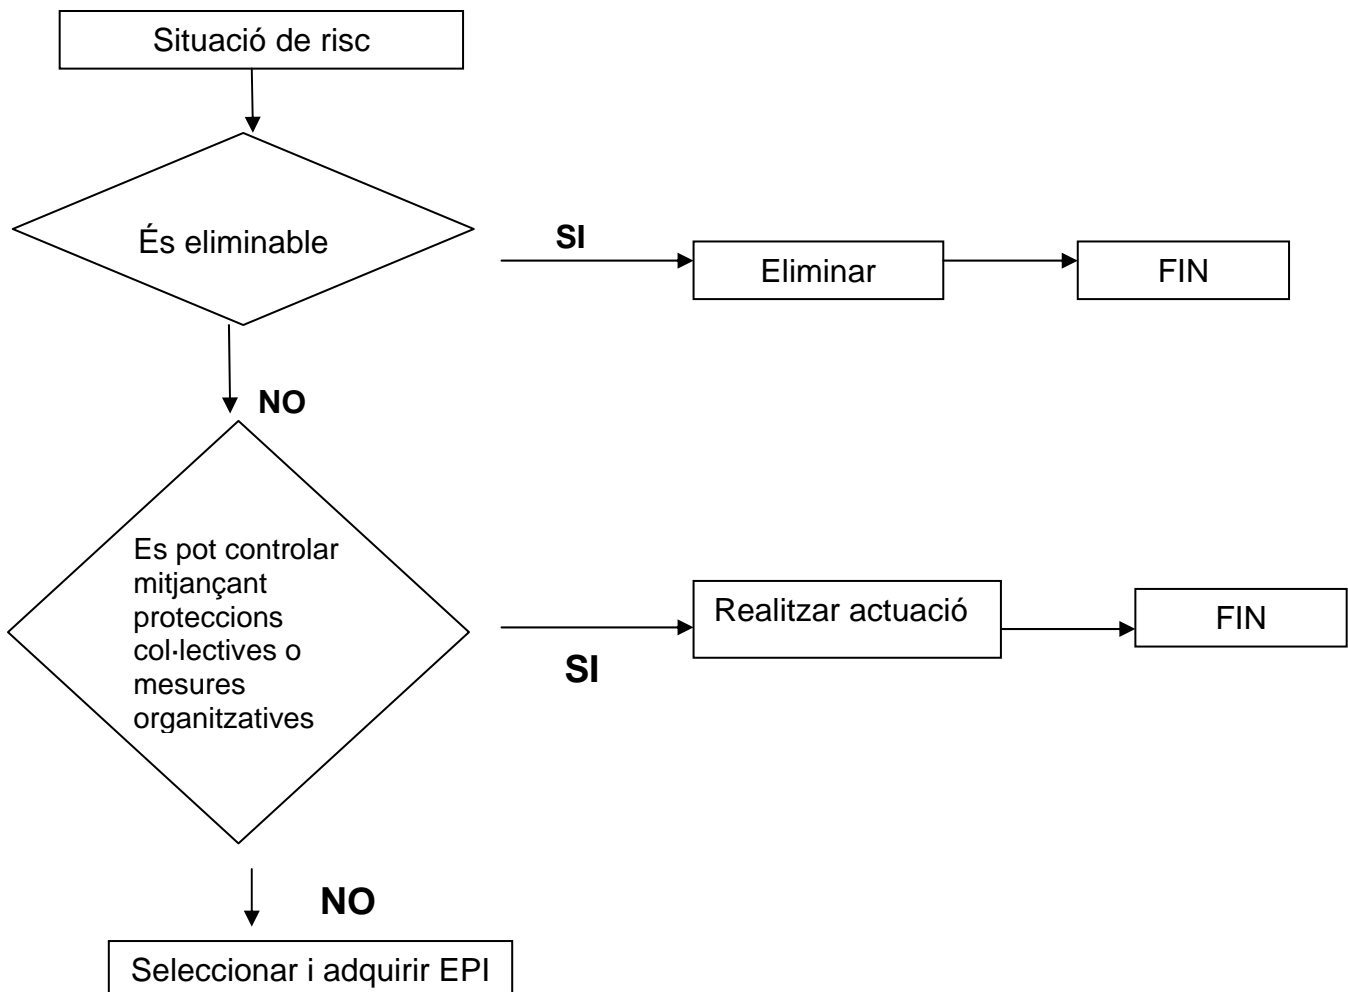 Situació de risc
És eliminable
SI
Eliminar
FIN
NO
Es pot controlar
mitjançant
proteccions
col·lectives o
mesures
organitzatives
SI
Realitzar actuació
FIN
NO
Seleccionar i adquirir EPI